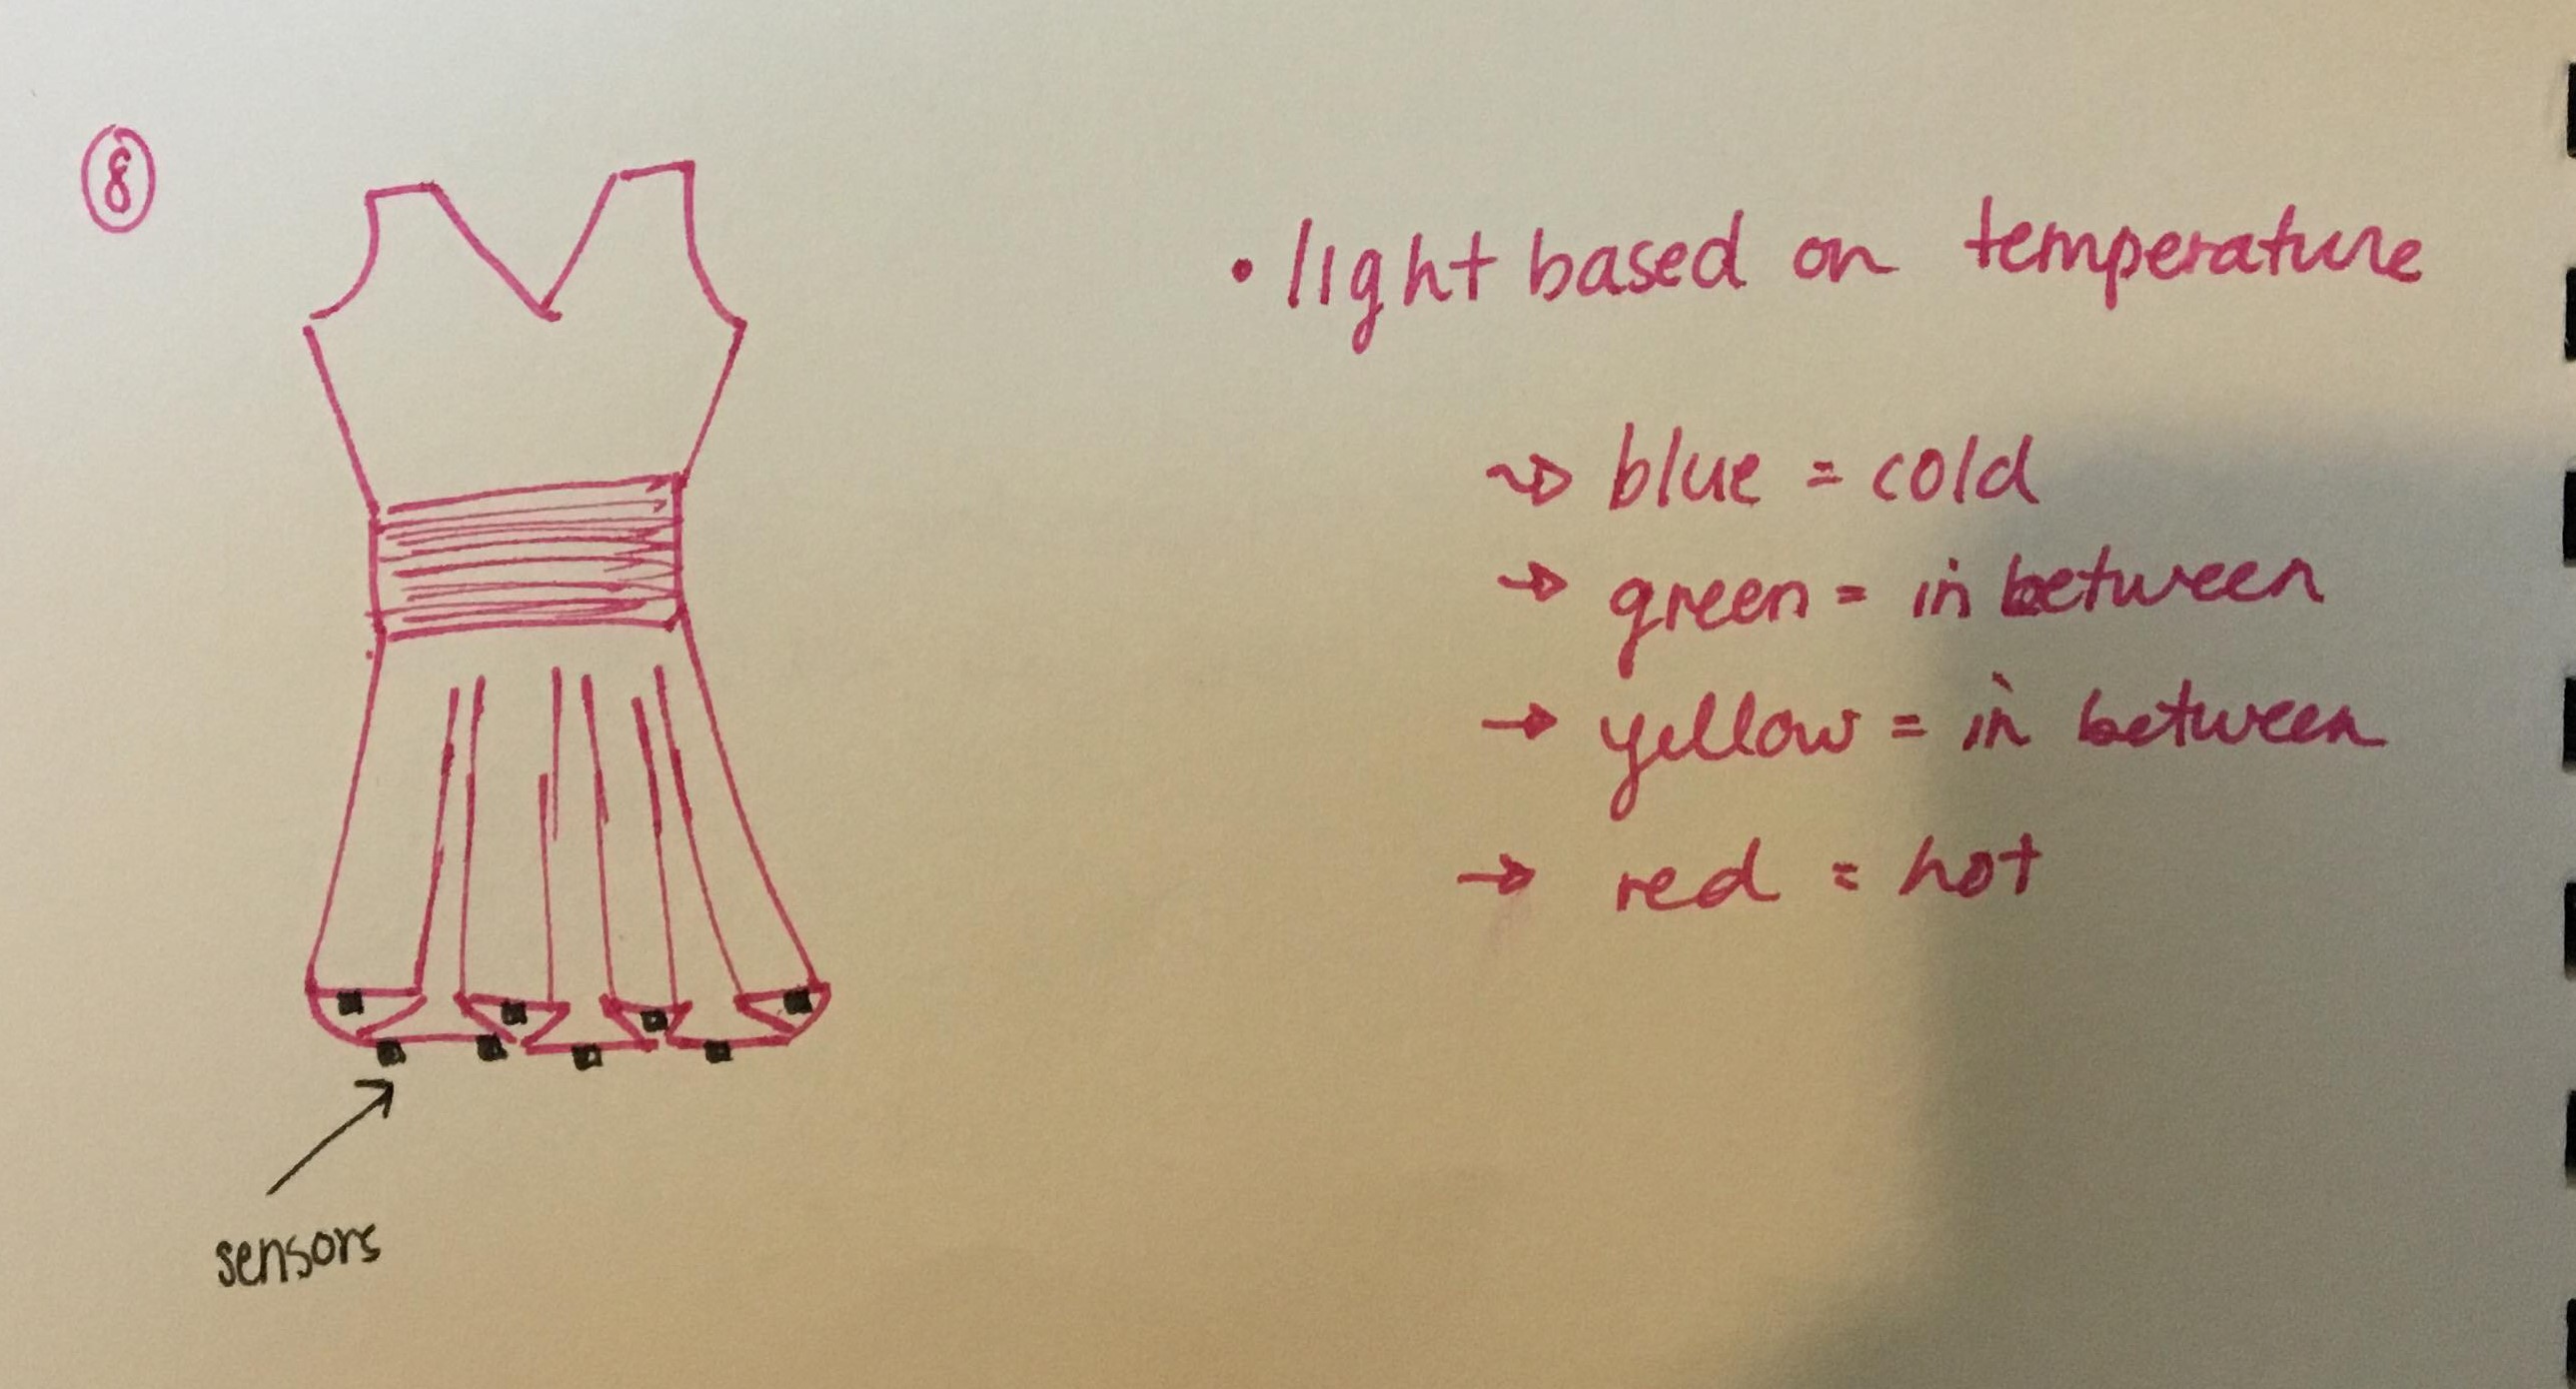 8
• light based on temperature
→ blue = cold
→ green = in between
→ yellow = in between
→ red = hot
sensors